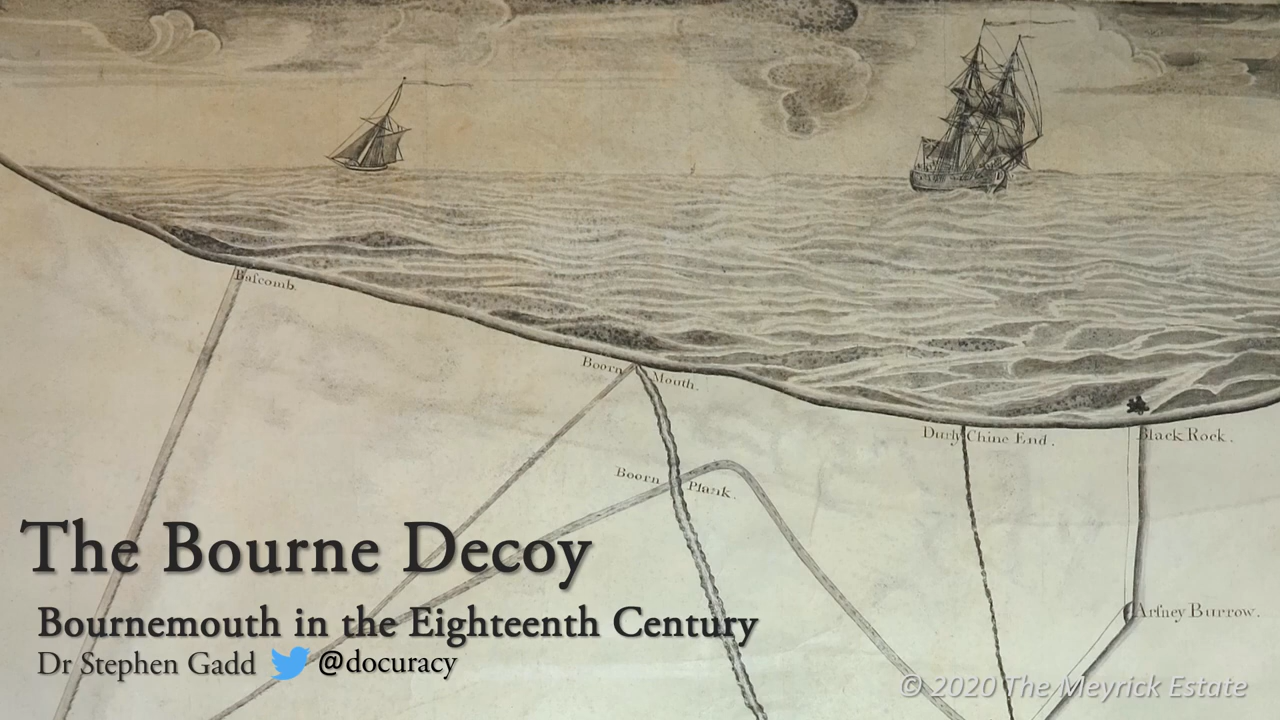 Bafcomb.
Boorn Mouth.
Durly Chine End.
Black Rock.
Boorn Plank.
The Bourne Decoy
Arfney Burrow.
Bournemouth in the Eighteenth Century
Dr Stephen Gadd @docuracy
© 2020 The Meyrick Estate